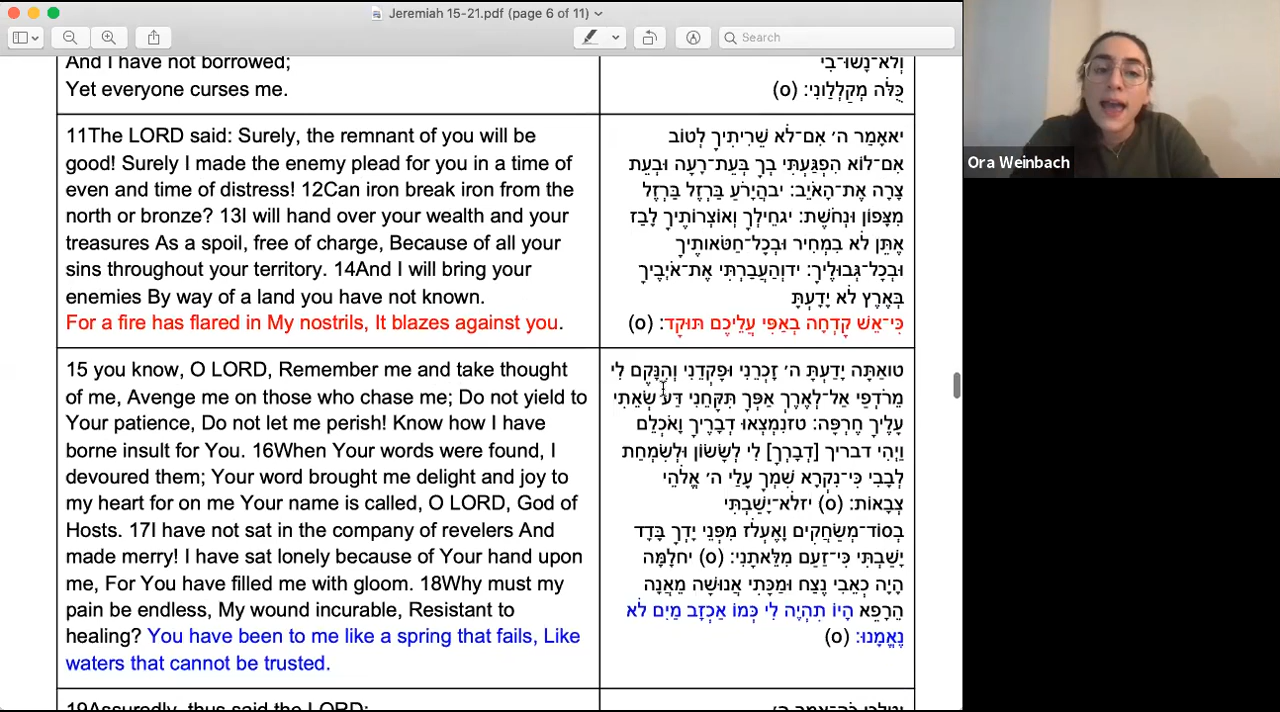 Jeremiah 15-21.pdf (page 6 of 11)
Search
And I have not borrowed;
Yet everyone curses me.
וְלֹא־נָשׁוּ־בִי
כֻּלֹּה מְקַלְלַונִי: (ס)
11The LORD said: Surely, the remnant of you will be
good! Surely I made the enemy plead for you in a time of
even and time of distress! 12Can iron break iron from the
north or bronze? 13I will hand over your wealth and your
treasures As a spoil, free of charge, Because of all your
sins throughout your territory. 14And I will bring your
enemies By way of a land you have not known.
For a fire has flared in My nostrils, It blazes against you.
יאאָמַר ה׳ אִם־לֹא שֵׁרִיתִיךָ לְטוֹב
אִם־לוֹא הִפְגַּעְתִּי בְךָ בְּעֵת־רָעָה וּבְעֵת
צָרָה אֶת־הָאֹיֵב: יבהֲיָרֹעַ בַּרְזֶל בַּרְזֶל
מִצָּפוֹן וּנְחֹשֶׁת: יגחֵילְךָ וְאוֹצְרוֹתֶיךָ לָבַז
אֶתֵּן לֹא בִמְחִיר וּבְכָל־חַטֹּאותֶיךָ
וּבְכָל־גְּבוּלֶיךָ: ידוְהַעֲבַרְתִּי אֶת־אֹיְבֶיךָ
בְּאֶרֶץ לֹא יָדָעְתָּ
כִּי־אֵשׁ קָדְחָה בְאַפִּי עֲלֵיכֶם תּוּקָד: (ס)
15 you know, O LORD, Remember me and take thought
of me, Avenge me on those who chase me; Do not yield to
Your patience, Do not let me perish! Know how I have
borne insult for You. 16When Your words were found, I
devoured them; Your word brought me delight and joy to
my heart for on me Your name is called, O LORD, God of
Hosts. 17I have not sat in the company of revelers And
made merry! I have sat lonely because of Your hand upon
me, For You have filled me with gloom. 18Why must my
pain be endless, My wound incurable, Resistant to
healing? You have been to me like a spring that fails, Like
waters that cannot be trusted.
טואַתָּה יָדַעְתָּ ה׳ זָכְרֵנִי וּפָקְדֵנִי וְהִנָּקֶם לִי
מֵרֹדְפַי אַל־לְאֶרֶךְ אַפְּךָ תִּקָּחֵנִי דַּע שְׂאֵתִי
עָלֶיךָ חֶרְפָּה: טזנִמְצְאוּ דְבָרֶיךָ וָאֹכְלֵם
וַיְהִי דבריך [דְבָרְךָ] לִי לְשָׂשׂוֹן וּלְשִׂמְחַת
לְבָבִי כִּי־נִקְרָא שִׁמְךָ עָלַי ה׳ אֱלֹהֵי
צְבָאוֹת: (ס) יזלֹא־יָשַׁבְתִּי
בְסוֹד־מְשַׂחֲקִים וָאֶעְלֹז מִפְּנֵי יָדְךָ בָּדָד
יָשַׁבְתִּי כִּי־זַעַם מִלֵּאתָנִי: (ס) יחלָמָּה
הָיָה כְאֵבִי נֶצַח וּמַכָּתִי אֲנוּשָׁה מֵאֲנָה
הֵרָפֵא הָיוֹ תִהְיֶה לִי כְּמוֹ אַכְזָב מַיִם לֹא
נֶאֱמָנוּ: (ס)
19Assuredly, thus said the LORD:
יטלָכֵן כֹּה־אָמַר ה׳
Ora Weinbach